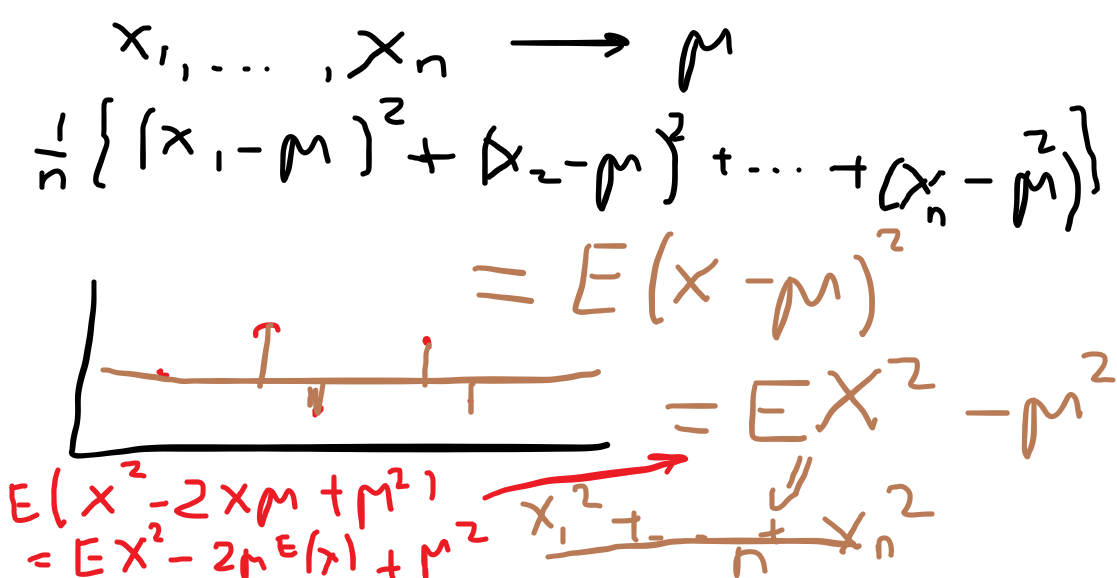 x₁, .... , xₙ ⟶ μ
1/n { (x₁ - μ)² + (x₂ - μ)² + .... + (xₙ - μ)² }
= E(x - μ)²
= EX² - μ²
E(x² - 2xμ + μ²)
= EX² - 2μE(x) + μ²
(x₁² + ... + xₙ²)/n